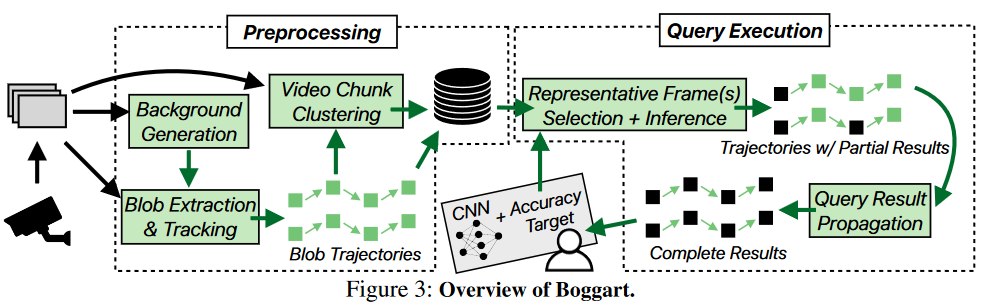 Preprocessing
Query Execution
Background
Generation
Video Chunk
Clustering
Blob Extraction
& Tracking
Blob Trajectories
Representative Frame(s)
Selection + Inference
Trajectories w/ Partial Results
CNN
+ Accuracy
Target
Query Result
Propagation
Complete Results
Figure 3: Overview of Boggart.